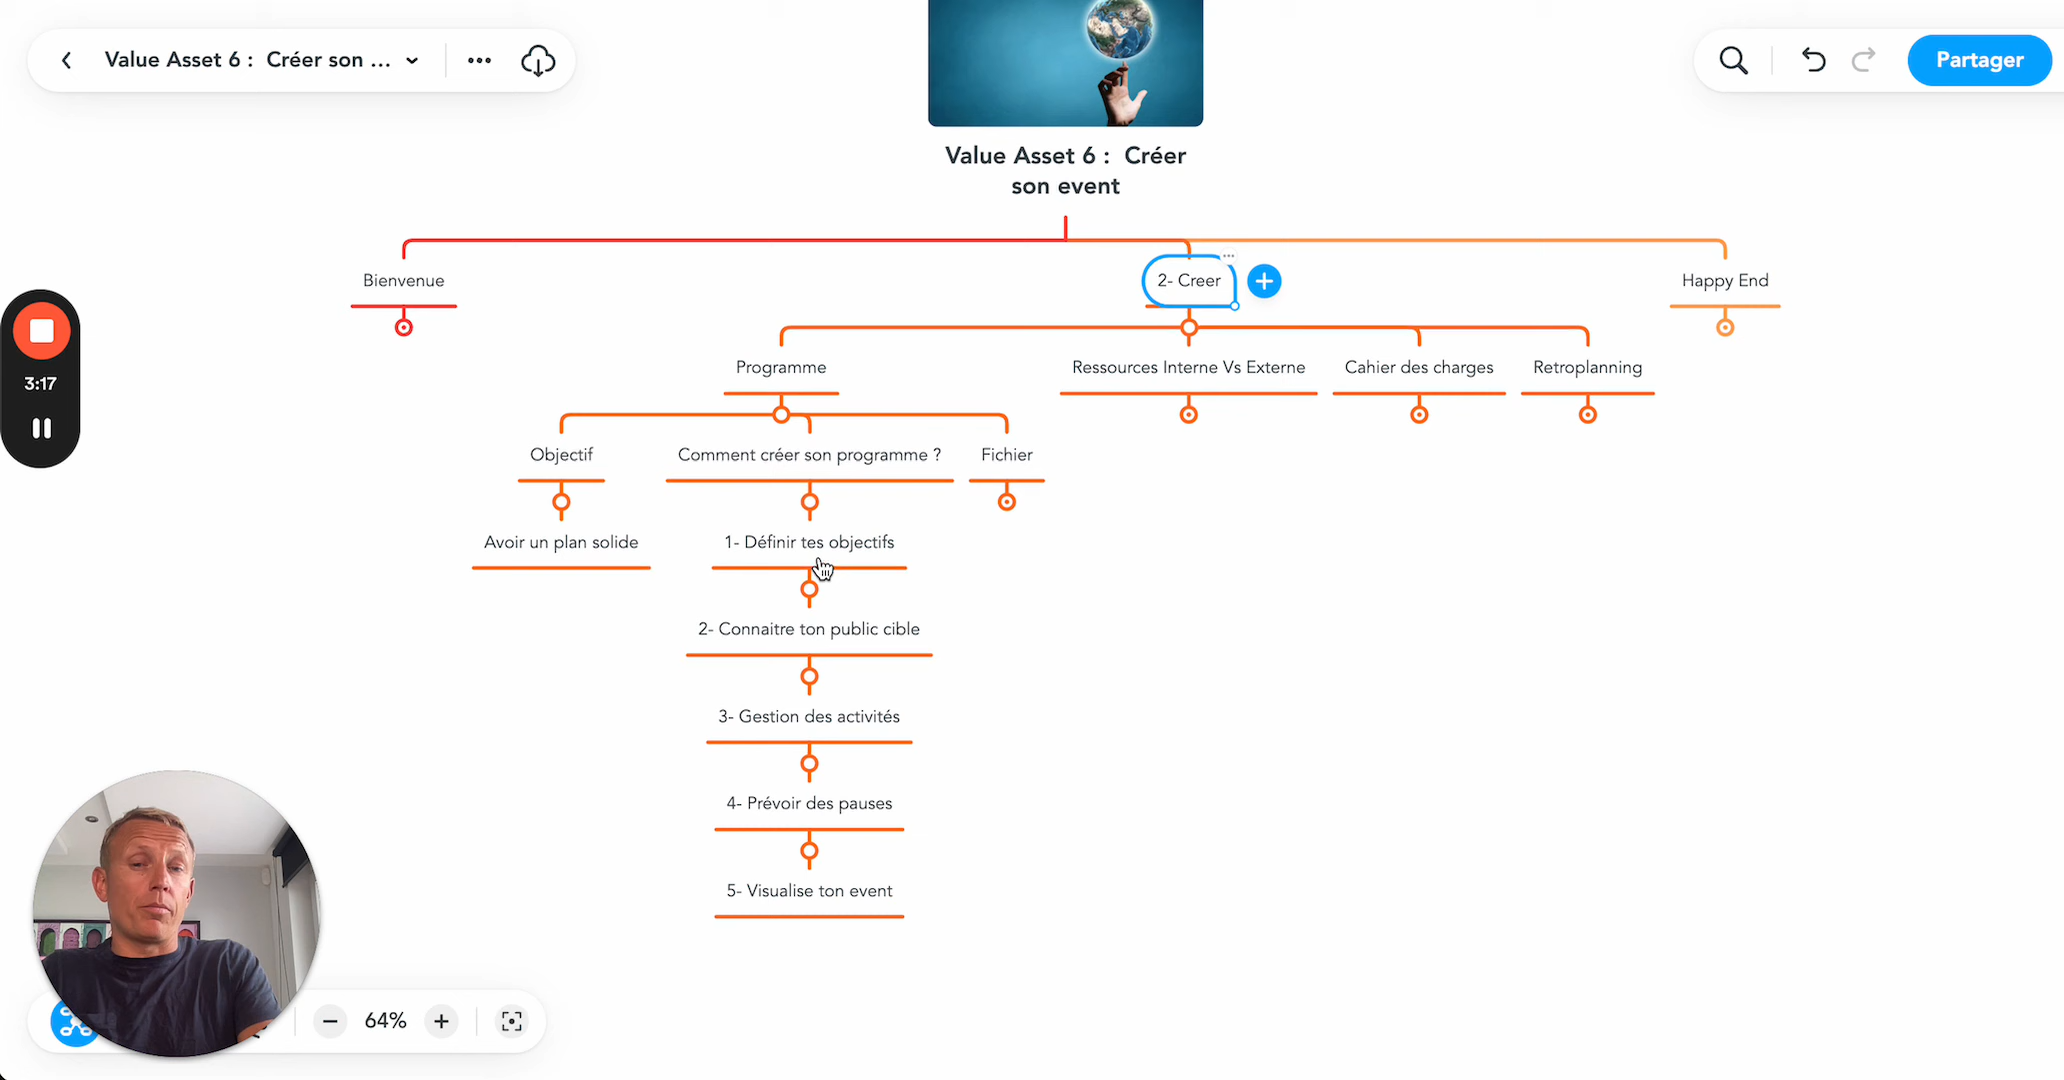 Value Asset 6 :  Créer son ...
Partager
Value Asset 6 :  Créer
son event
Bienvenue
2- Creer
Happy End
3:17
Programme
Ressources Interne Vs Externe
Cahier des charges
Retroplanning
Objectif
Comment créer son programme ?
Fichier
Avoir un plan solide
1- Définir tes objectifs
2- Connaitre ton public cible
3- Gestion des activités
4- Prévoir des pauses
5- Visualise ton event
64%